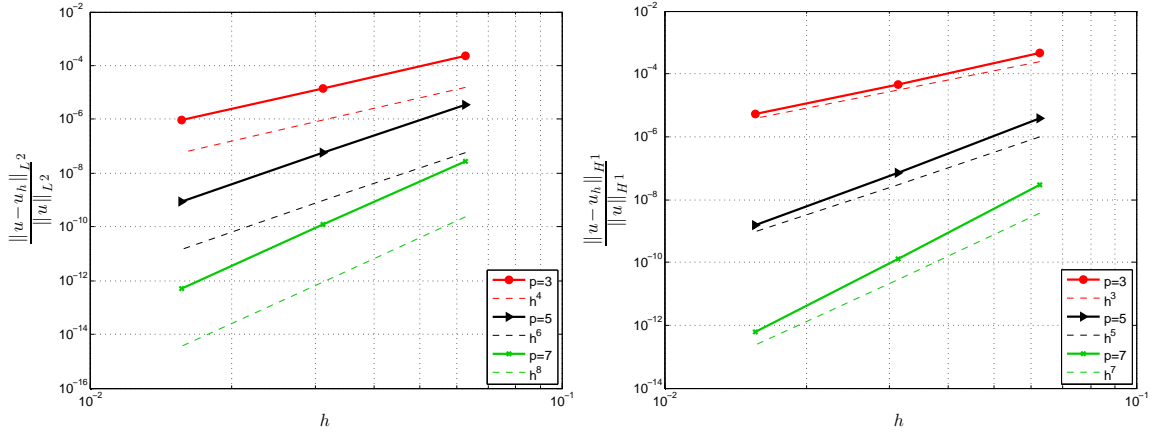 10^-2
10^-4
10^-6
10^-8
10^-10
10^-12
10^-14
10^-16
10^-2
10^-1
h
||u−u_h||_{L^2}
||u||_{L^2}
p=3
h^4
p=5
h^6
p=7
h^8
10^-2
10^-4
10^-6
10^-8
10^-10
10^-12
10^-14
10^-2
10^-1
h
||u−u_h||_{H^1}
||u||_{H^1}
p=3
h^3
p=5
h^5
p=7
h^7